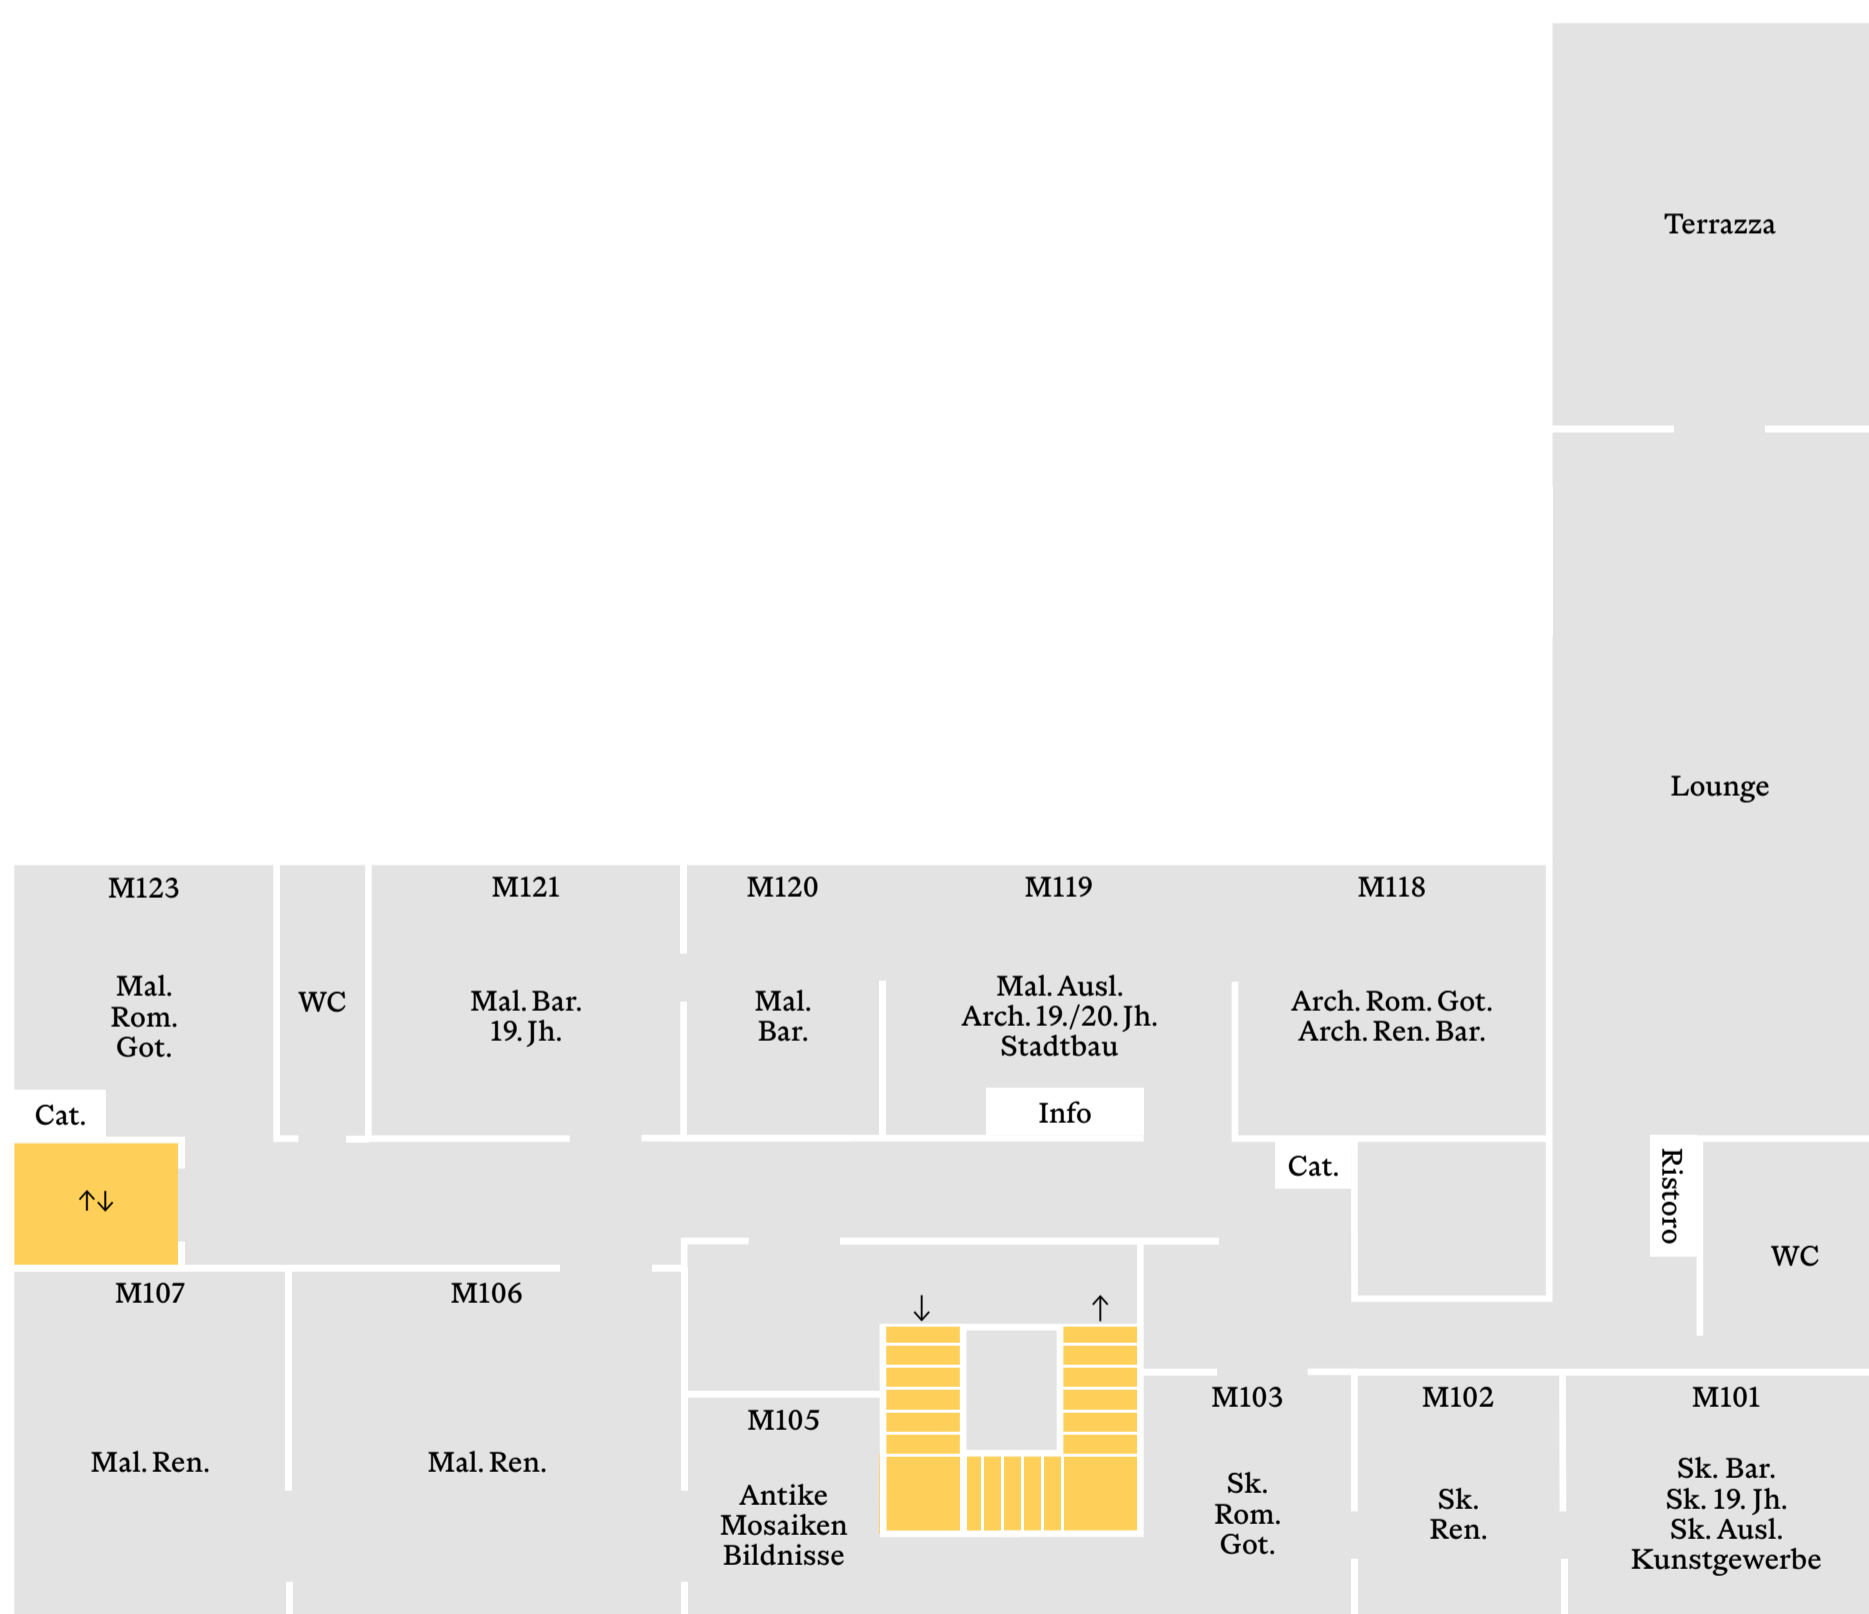 Terrazza
Lounge
M123
Mal.
Rom.
Got.
Cat.
WC
M121
Mal. Bar.
19. Jh.
M120
Mal.
Bar.
M119
Mal. Ausl.
Arch. 19./20. Jh.
Stadtbau
Info
M118
Arch. Rom. Got.
Arch. Ren. Bar.
Cat.
Ristoro
WC
↑↓
M107
Mal. Ren.
M106
Mal. Ren.
↓
↑
M105
Antike
Mosaiken
Bildnisse
M103
Sk.
Rom.
Got.
M102
Sk.
Ren.
M101
Sk. Bar.
Sk. 19. Jh.
Sk. Ausl.
Kunstgewerbe